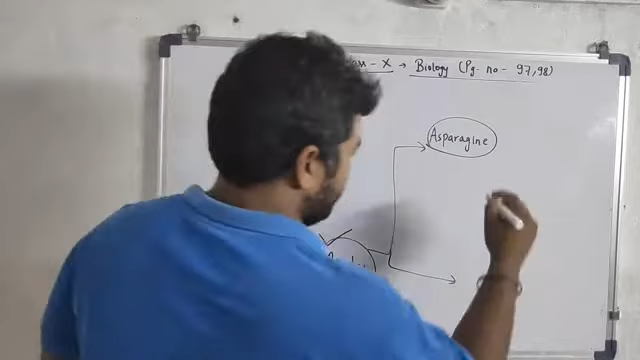 - X → Biology (Pg. no - 97,98)
Asparagine